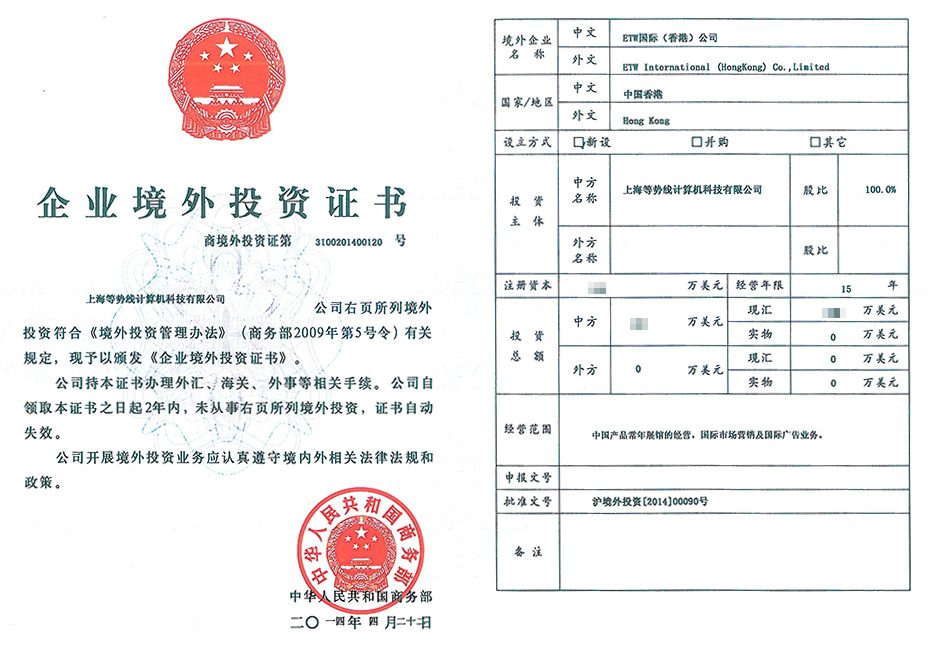 企业境外投资证书
商境外投资证第 3100201400120 号
上海等势线计算机科技有限公司
公司右页所列境外
投资符合《境外投资管理办法》（商务部2009年第5号令）有关
规定，现予以颁发《企业境外投资证书》。
公司持本证书办理外汇、海关、外事等相关手续。公司自
领取本证书之日起2年内，未从事右页所列境外投资，证书自动
失效。
公司开展境外投资业务应认真遵守境内外相关法律法规和
政策。
中华人民共和国商务部
中华人民共和国商务部
二〇一四年 四 月二十日
境外企业名称 中文 ETW国际（香港）公司
外文 ETW International (HongKong) Co.,Limited
国家/地区 中文 中国香港
外文 Hong Kong
设立方式 新设 并购 其它
投资主体 中方名称 上海等势线计算机科技有限公司 股比 100.0%
外方名称 股比
注册资本 万美元 经营年限 15 年
投资总额 中方 万美元 现汇 万美元
实物 0 万美元
外方 0 万美元 现汇 0 万美元
实物 0 万美元
经营范围 中国产品常年展馆的经营，国际市场营销及国际广告业务。
申报文号
批准文号 沪境外投资[2014]00090号
备注